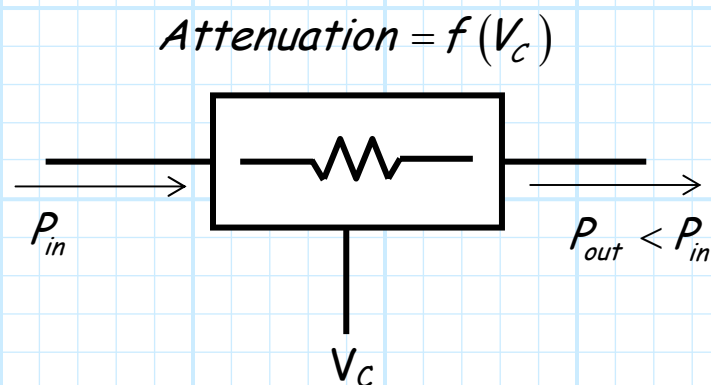 Attenuation = f (V_C)
P_in
P_out < P_in
V_C